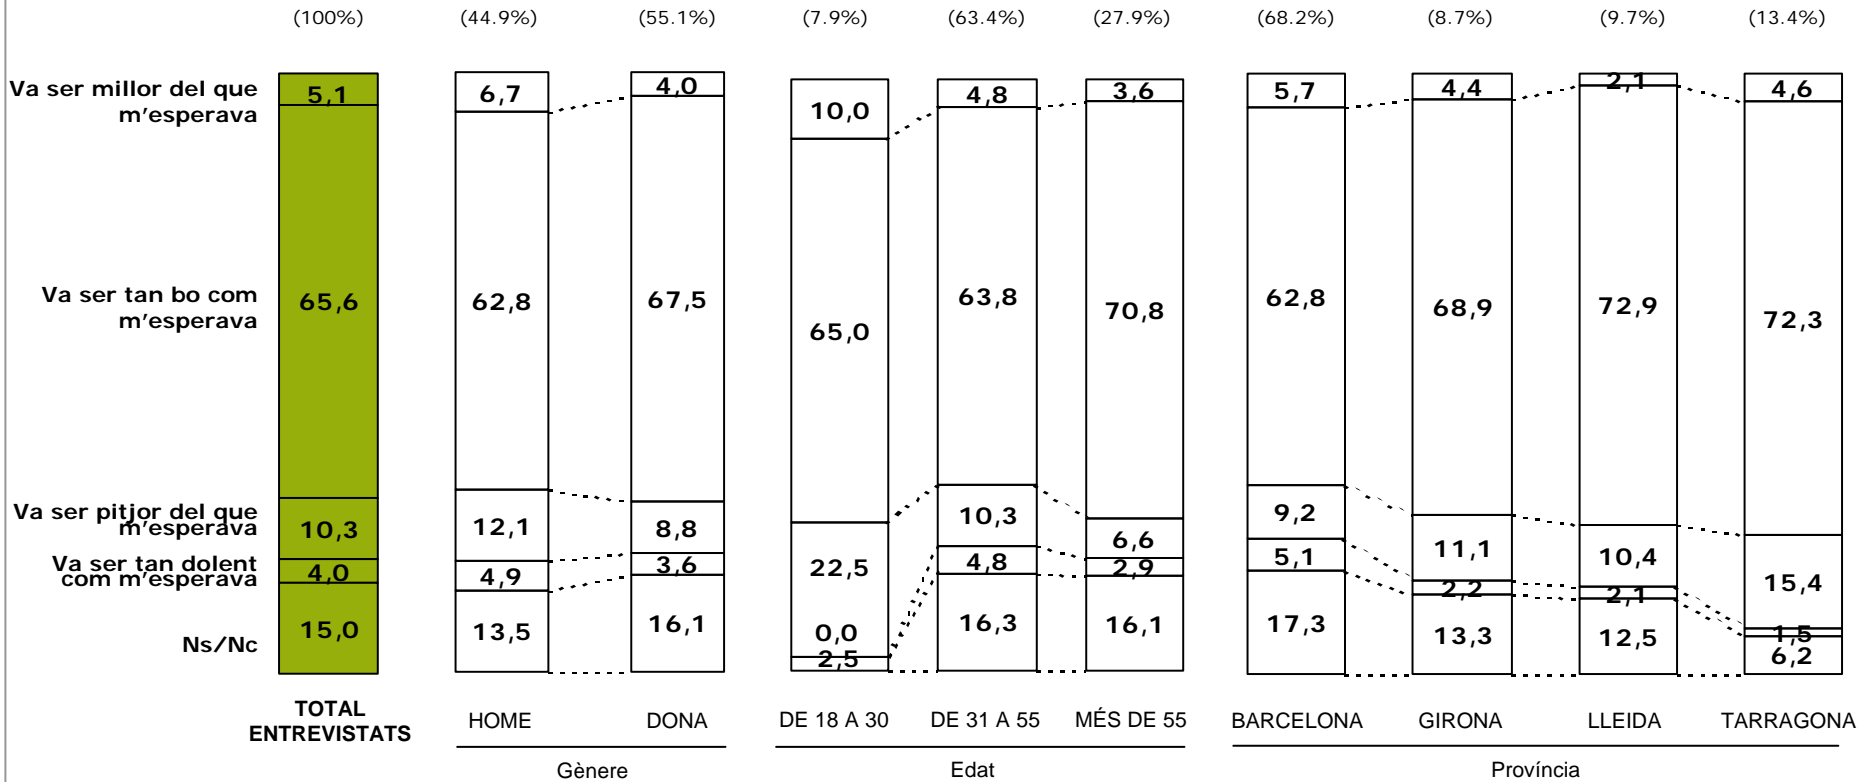 (100%) (44.9%) (55.1%) (7.9%) (63.4%) (27.9%) (68.2%) (8.7%) (9.7%) (13.4%)
Va ser millor del que
m'esperava
5,1 6,7 4,0 10,0 4,8 3,6 5,7 4,4 2,1 4,6
Va ser tan bo com
m'esperava
65,6 62,8 67,5 65,0 63,8 70,8 62,8 68,9 72,9 72,3
Va ser pitjor del que
m'esperava
10,3 12,1 8,8 22,5 10,3 6,6 9,2 11,1 10,4 15,4
Va ser tan dolent
com m'esperava
4,0 4,9 3,6 0,0 4,8 2,9 5,1 2,2 2,1 1,5
Ns/Nc
15,0 13,5 16,1 2,5 16,3 16,1 17,3 13,3 12,5 6,2
TOTAL
ENTREVISTATS
HOME DONA DE 18 A 30 DE 31 A 55 MÉS DE 55 BARCELONA GIRONA LLEIDA TARRAGONA
Gènere Edat Província